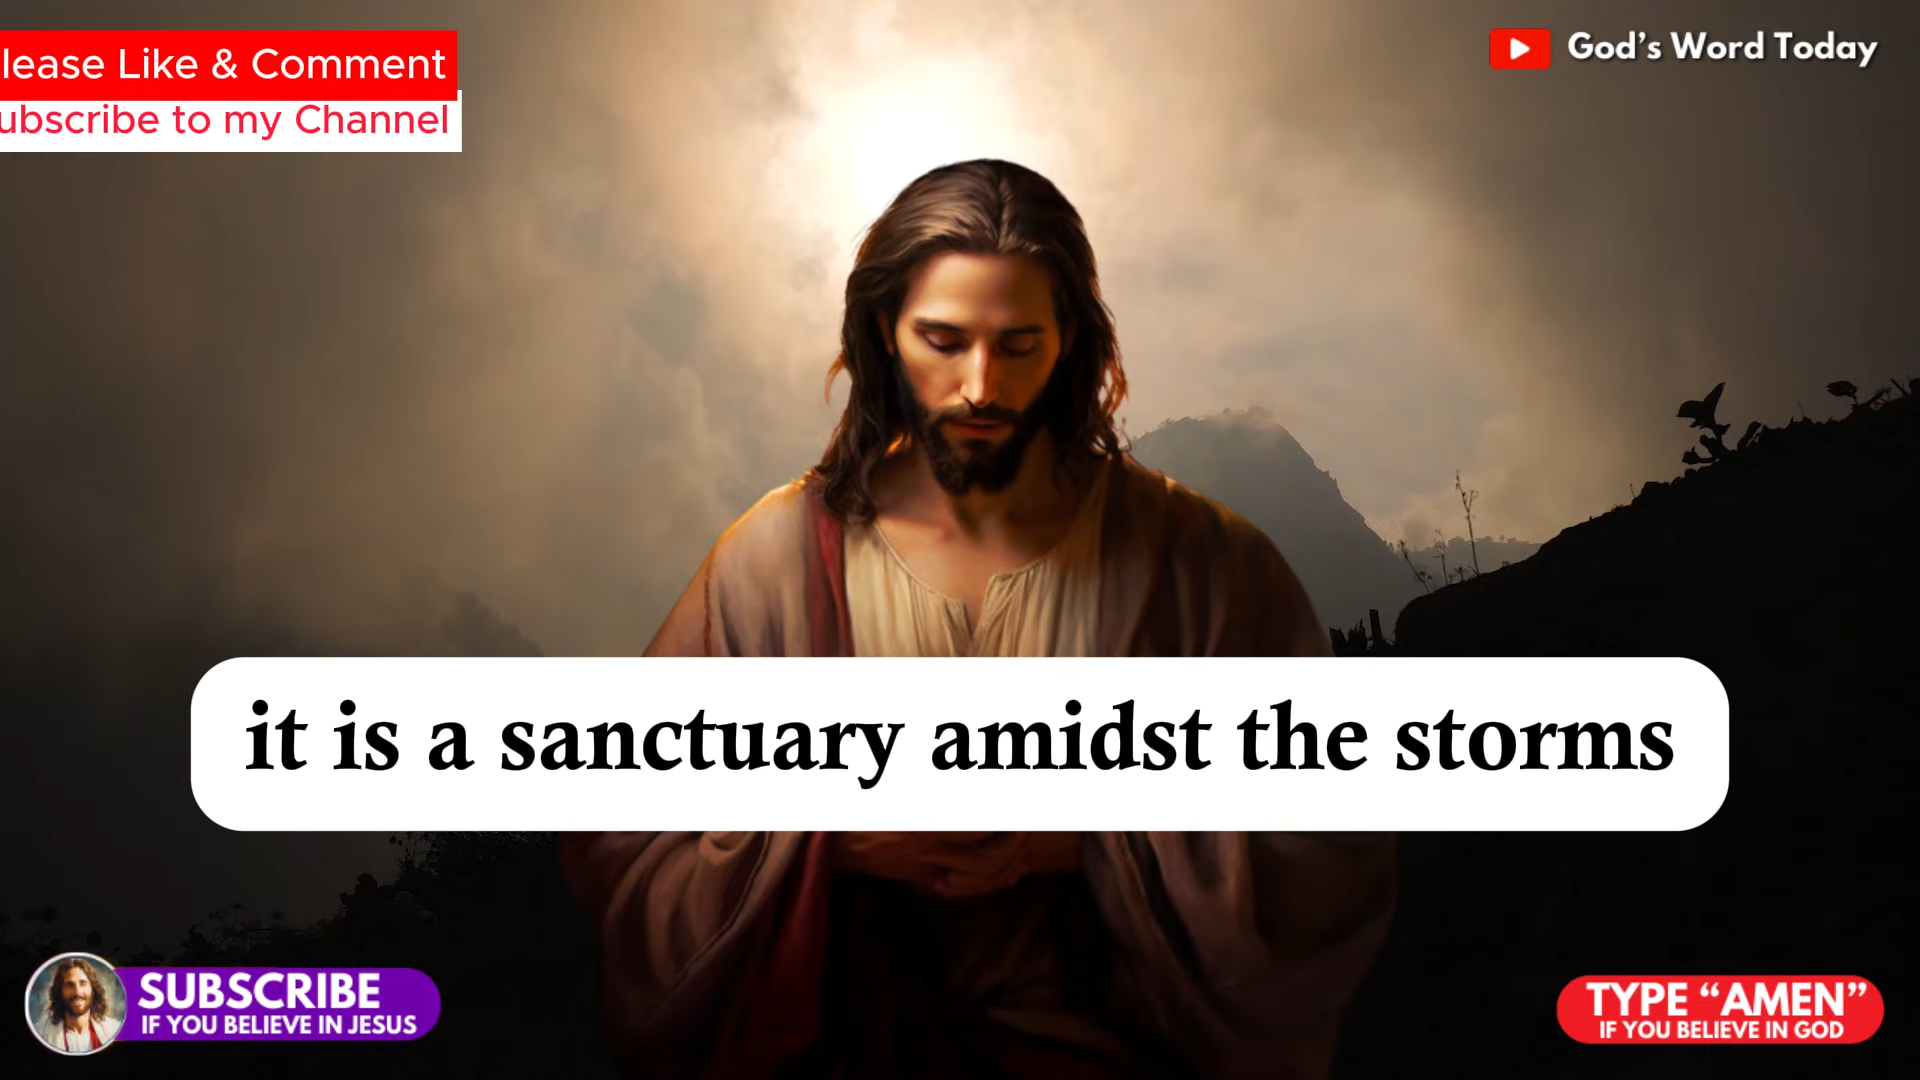 lease Like & Comment
ubscribe to my Channel
God's Word Today
it is a sanctuary amidst the storms
SUBSCRIBE
IF YOU BELIEVE IN JESUS
TYPE “AMEN”
IF YOU BELIEVE IN GOD